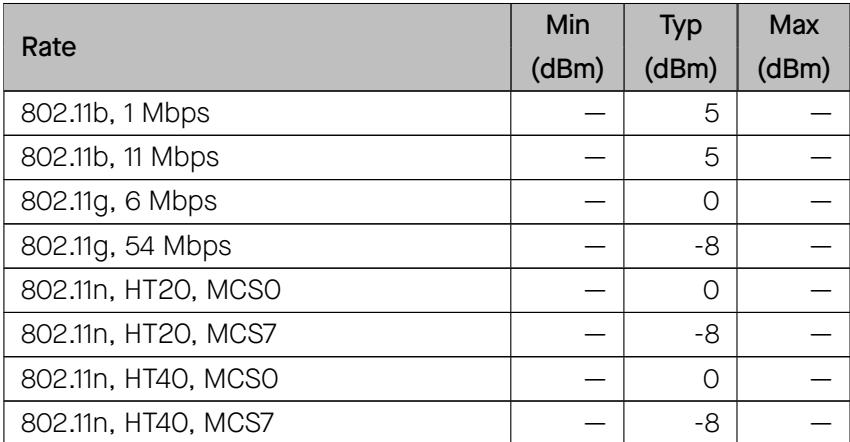 Rate Min (dBm) Typ (dBm) Max (dBm)
802.11b, 1 Mbps — 5 —
802.11b, 11 Mbps — 5 —
802.11g, 6 Mbps — 0 —
802.11g, 54 Mbps — -8 —
802.11n, HT20, MCS0 — 0 —
802.11n, HT20, MCS7 — -8 —
802.11n, HT40, MCS0 — 0 —
802.11n, HT40, MCS7 — -8 —